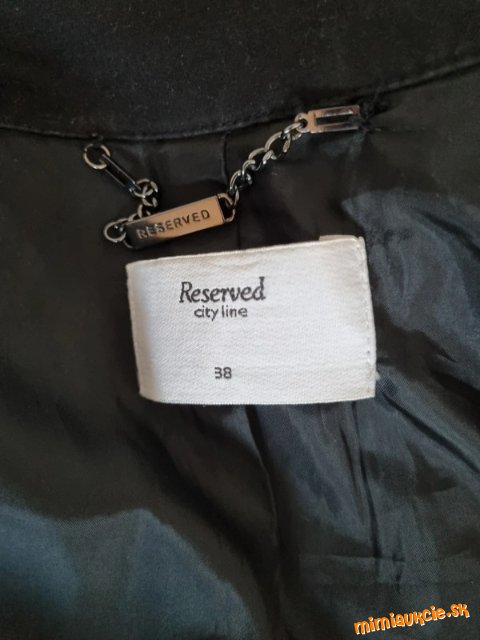 RESERVED
Reserved
city line
38
mimiaukcie.sk